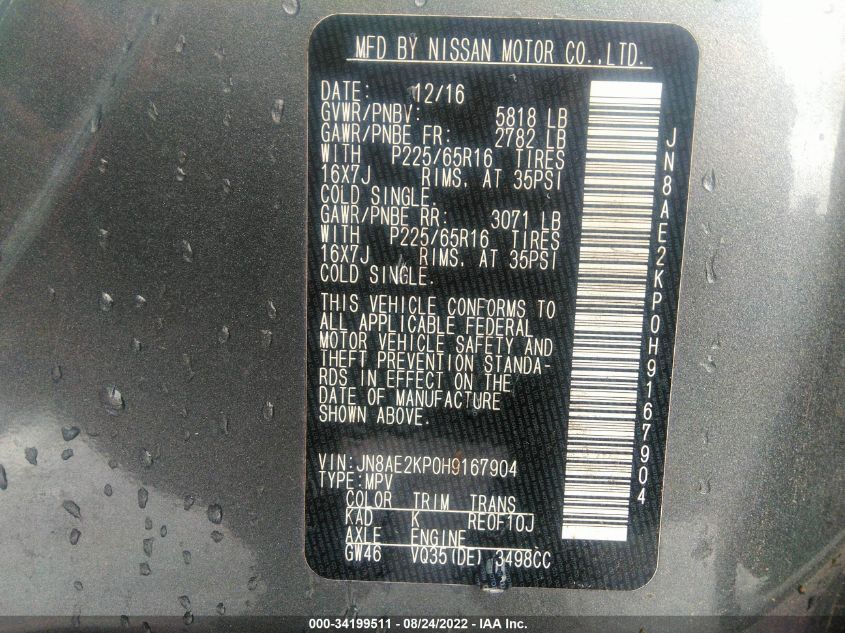 MFD BY NISSAN MOTOR CO.,LTD.
DATE: 12/16
GVWR/PNBV: 5818 LB
GAWR/PNBE FR: 2782 LB
WITH P225/65R16 TIRES
16X7J RIMS, AT 35PSI
COLD SINGLE.
GAWR/PNBE RR: 3071 LB
WITH P225/65R16 TIRES
16X7J RIMS, AT 35PSI
COLD SINGLE.
THIS VEHICLE CONFORMS TO
ALL APPLICABLE FEDERAL
MOTOR VEHICLE SAFETY AND
THEFT PREVENTION STANDA-
RDS IN EFFECT ON THE
DATE OF MANUFACTURE
SHOWN ABOVE.
VIN:JN8AE2KP0H9167904
TYPE:MPV
COLOR TRIM TRANS
KAD K RE0F10J
AXLE ENGINE
GW46 VQ35(DE) 3498CC
JN8AE2KP0H9167904
000-34199511 - 08/24/2022 - IAA Inc.